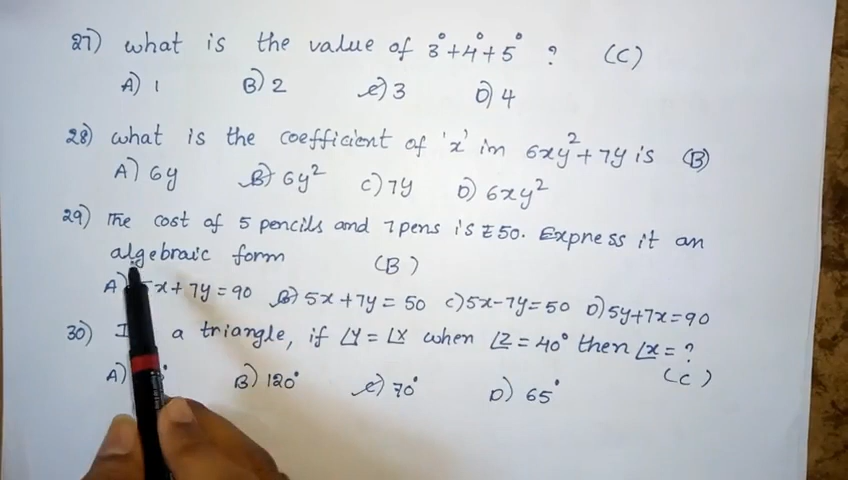 27) what is the value of 3°+4°+5° ? (C)
A) 1 B) 2 C) 3 D) 4
28) what is the coefficient of 'x' in 6xy²+7y is (B)
A) 6y B) 6y² C) 7y D) 6xy²
29) The cost of 5 pencils and 7 pens is ₹50. Express it an
algebraic form (B)
A) x+7y=90 B) 5x+7y=50 C) 5x-7y=50 D) 5y+7x=90
30) a triangle, if ∠Y=∠X when ∠Z=40° then ∠x=?
(C)
A) ° B) 120° C) 70° D) 65°